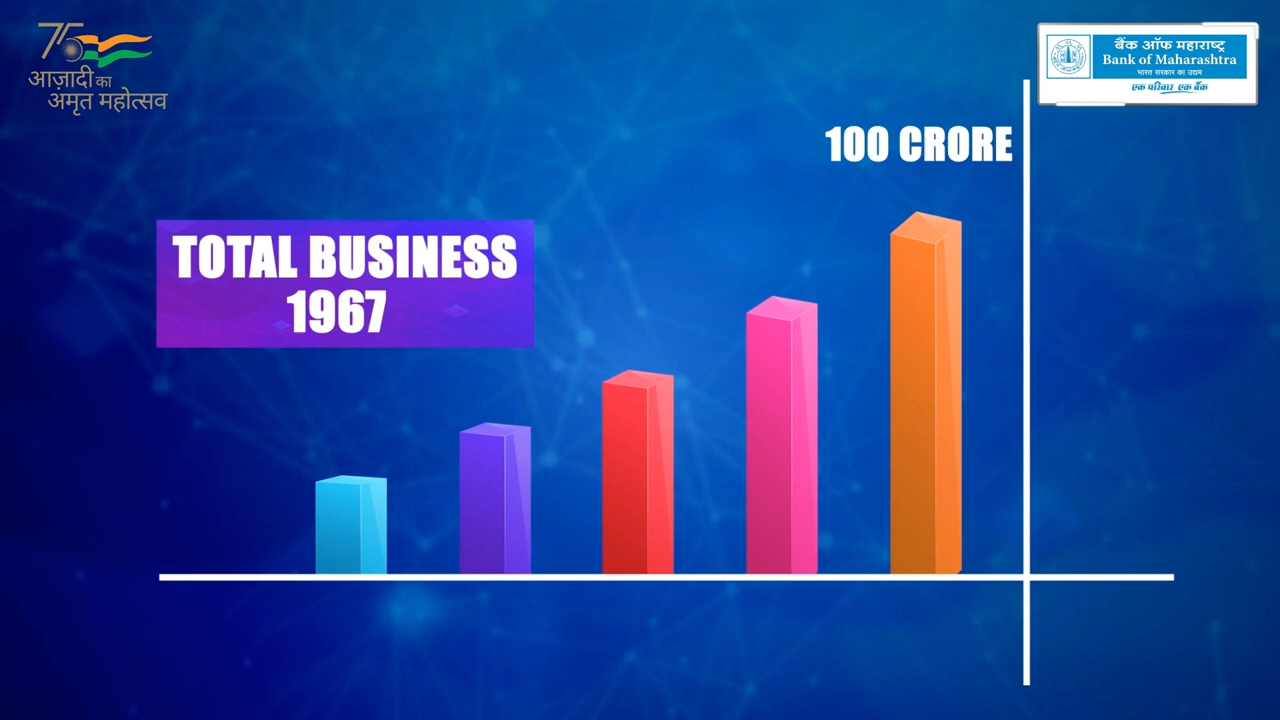 75
आज़ादी का
अमृत महोत्सव
बैंक ऑफ महाराष्ट्र
Bank of Maharashtra
भारत सरकार का उद्यम
एक परिवार एक बैंक
100 CRORE
TOTAL BUSINESS
1967